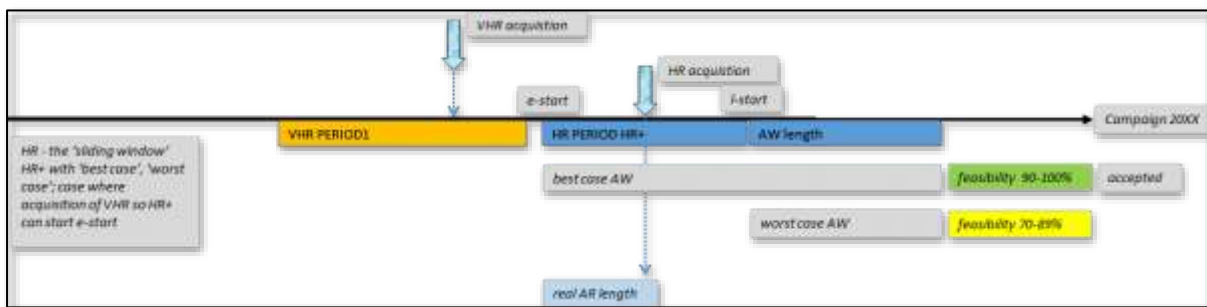 VHR acquistion
HR acquistion
e-start
l-start
Campaign 20XX
VHR PERIOD1
HR PERIOD HR+
AW length
HR - the 'sliding window'
HR+ with 'best case', 'worst
case'; case where
acquisition of VHR so HR+
can start e-start
best case AW
feasibility 90-100%
accepted
worst case AW
feasibility 70-89%
real AR length